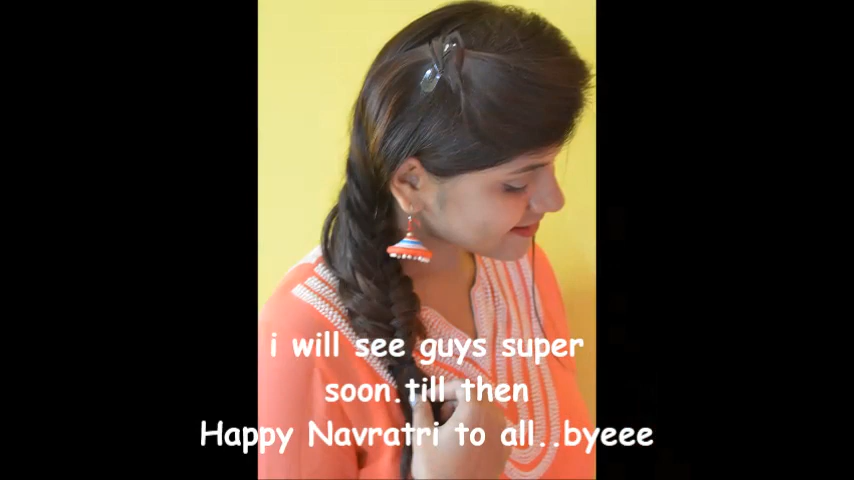 i will see guys super
soon.till then
Happy Navratri to all..byeee